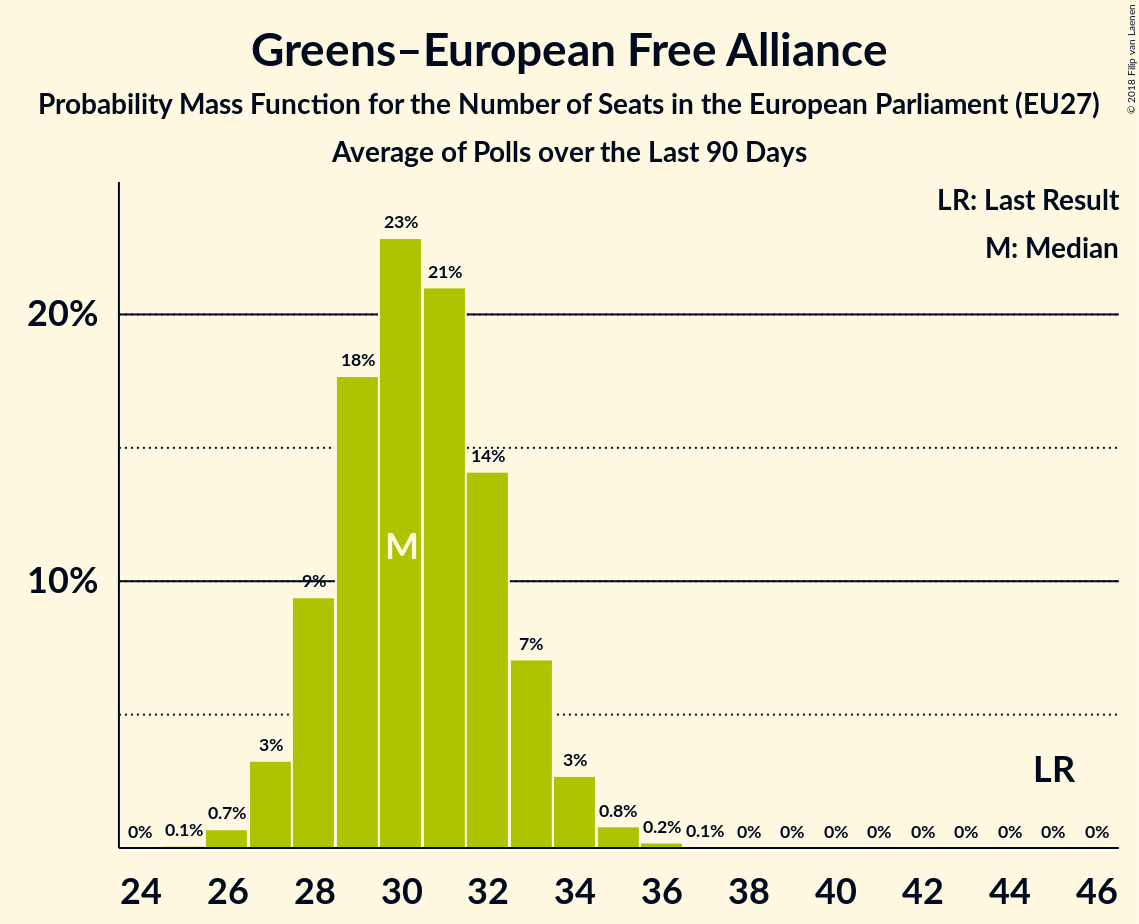 Greens–European Free Alliance
Probability Mass Function for the Number of Seats in the European Parliament (EU27)
Average of Polls over the Last 90 Days
© 2018 Filip van Laenen
LR: Last Result
M: Median
20%
10%
0%
0.1%
0.7%
3%
9%
18%
23%
21%
14%
7%
3%
0.8%
0.2%
0.1%
0%
0%
0%
0%
0%
0%
0%
0%
0%
M
LR
24 26 28 30 32 34 36 38 40 42 44 46